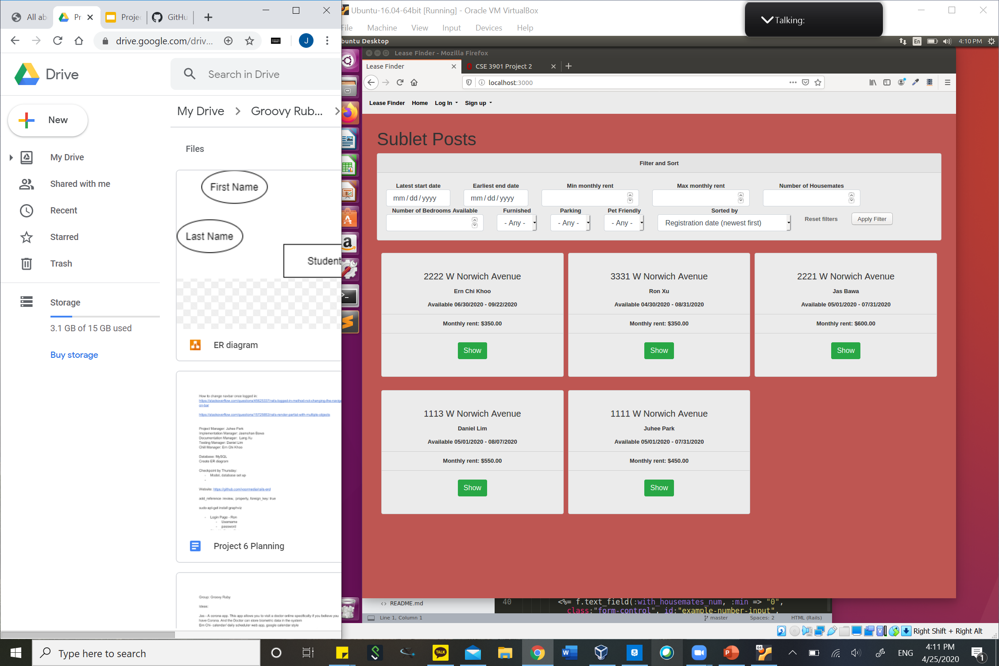 All ab
Pr
Projec
GitHu
drive.google.com/driv...
J
Drive
Search in Drive
New
My Drive
Groovy Rub...
My Drive
Shared with me
Recent
Starred
Trash
Storage
3.1 GB of 15 GB used
Buy storage
Files
First Name
Last Name
Student
ER diagram
How to change navbar once logged in:
on-bar
https://stackoverflow.com/questions/15725853/rails-render-partial-with-multiple-objects
Project Manager: Juhee Park
Implementation Manager: Jasmohan Bawa
Documentation Manager: Lang Xu
Testing Manager: Daniel Lim
Chill Manager: Ern Chi Khoo
Database: MySQL
Create ER diagram
Checkpoint by Thursday:
- Model, database set up
-
Website: https://github.com/voormedia/rails-erd
add_reference :review, :property, foreign_key: true
sudo apt-get install graphviz
- Login Page - Ron
- Username
- password
Project 6 Planning
Group: Groovy Ruby
Ideas:
Jas - A corona app. This app allows you to visit a doctor online specifically if you believe you
have Corona. And the Doctor can store biometric data in the system
Ern Chi- calendar/ daily scheduler web app, google calendar style
Ubuntu-16.04-64bit [Running] - Oracle VM VirtualBox
File Machine View Input Devices Help
Talking:
buntu Desktop
En
4:10 PM
Lease Finder - Mozilla Firefox
Lease Finder
CSE 3901 Project 2
localhost:3000
Lease Finder Home Log In Sign up
Sublet Posts
Filter and Sort
Latest start date
Earliest end date
Min monthly rent
Max monthly rent
Number of Housemates
mm / dd / yyyy
mm / dd / yyyy
Number of Bedrooms Available
Furnished
Parking
Pet Friendly
Sorted by
- Any -
- Any -
- Any -
Registration date (newest first)
Reset filters
Apply Filter
2222 W Norwich Avenue
Ern Chi Khoo
Available 06/30/2020 - 09/22/2020
Monthly rent: $350.00
Show
3331 W Norwich Avenue
Ron Xu
Available 04/30/2020 - 08/31/2020
Monthly rent: $350.00
Show
2221 W Norwich Avenue
Jas Bawa
Available 05/01/2020 - 07/31/2020
Monthly rent: $600.00
Show
1113 W Norwich Avenue
Daniel Lim
Available 05/01/2020 - 08/07/2020
Monthly rent: $550.00
Show
1111 W Norwich Avenue
Juhee Park
Available 05/01/2020 - 07/31/2020
Monthly rent: $450.00
Show
README.md
40 <%= f.text_field(:with_housemates_num, :min => "0",
class:"form-control", id:"example-number-input",
Line 1, Column 1
master
Spaces: 2
HTML (Rails)
Right Shift + Right Alt
Type here to search
TALK
64
ENG
4:11 PM
4/25/2020
1